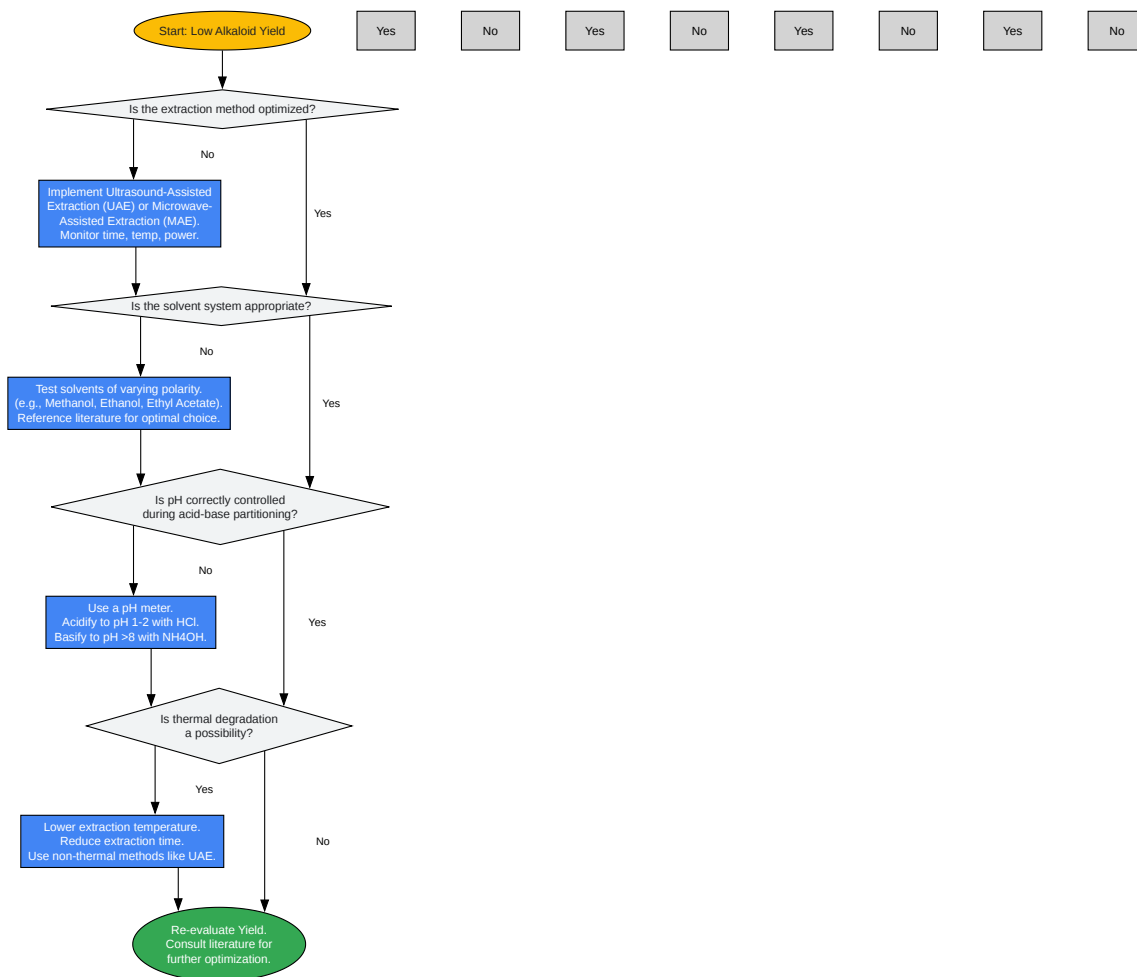 Start: Low Alkaloid Yield
Yes
No
Yes
No
Yes
No
Yes
No
Is the extraction method optimized?
No
Yes
Implement Ultrasound-Assisted
Extraction (UAE) or Microwave-
Assisted Extraction (MAE).
Monitor time, temp, power.
Is the solvent system appropriate?
No
Yes
Test solvents of varying polarity.
(e.g., Methanol, Ethanol, Ethyl Acetate).
Reference literature for optimal choice.
Is pH correctly controlled
during acid-base partitioning?
No
Yes
Use a pH meter.
Acidify to pH 1-2 with HCl.
Basify to pH >8 with NH4OH.
Is thermal degradation
a possibility?
Yes
No
Lower extraction temperature.
Reduce extraction time.
Use non-thermal methods like UAE.
Re-evaluate Yield.
Consult literature for
further optimization.